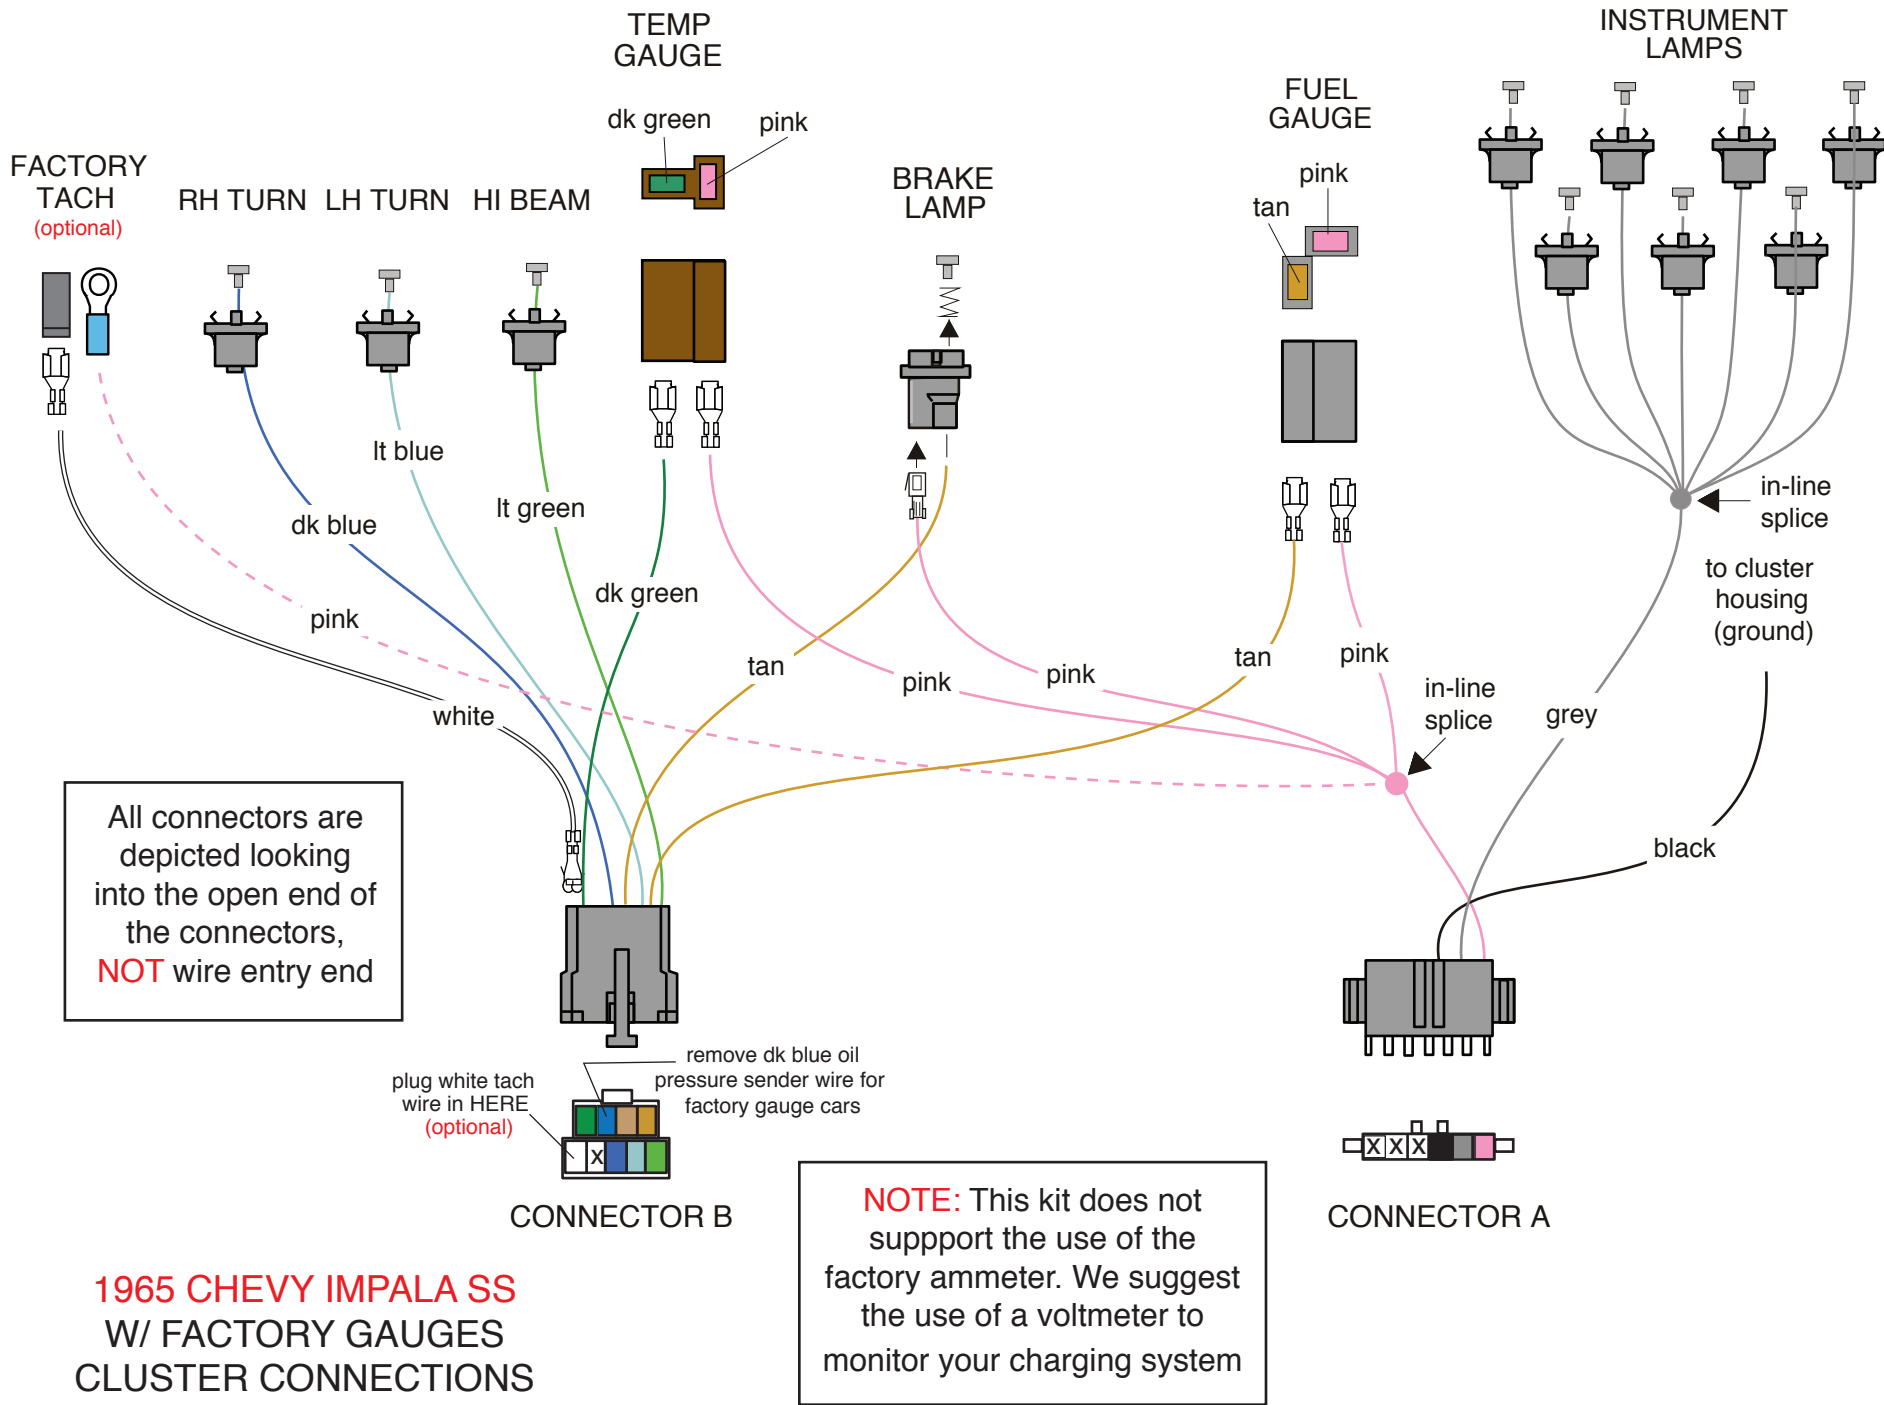 TEMP
GAUGE
INSTRUMENT
LAMPS
FUEL
GAUGE
dk green
pink
FACTORY
TACH
(optional)
RH TURN
LH TURN
HI BEAM
BRAKE
LAMP
pink
tan
lt blue
dk blue
lt green
in-line
splice
to cluster
housing
(ground)
dk green
pink
tan
pink
pink
tan
pink
in-line
splice
white
grey
black
All connectors are
depicted looking
into the open end of
the connectors,
NOT wire entry end
remove dk blue oil
pressure sender wire for
factory gauge cars
plug white tach
wire in HERE
(optional)
X
X X X
CONNECTOR B
CONNECTOR A
NOTE: This kit does not
suppport the use of the
factory ammeter. We suggest
the use of a voltmeter to
monitor your charging system
1965 CHEVY IMPALA SS
W/ FACTORY GAUGES
CLUSTER CONNECTIONS